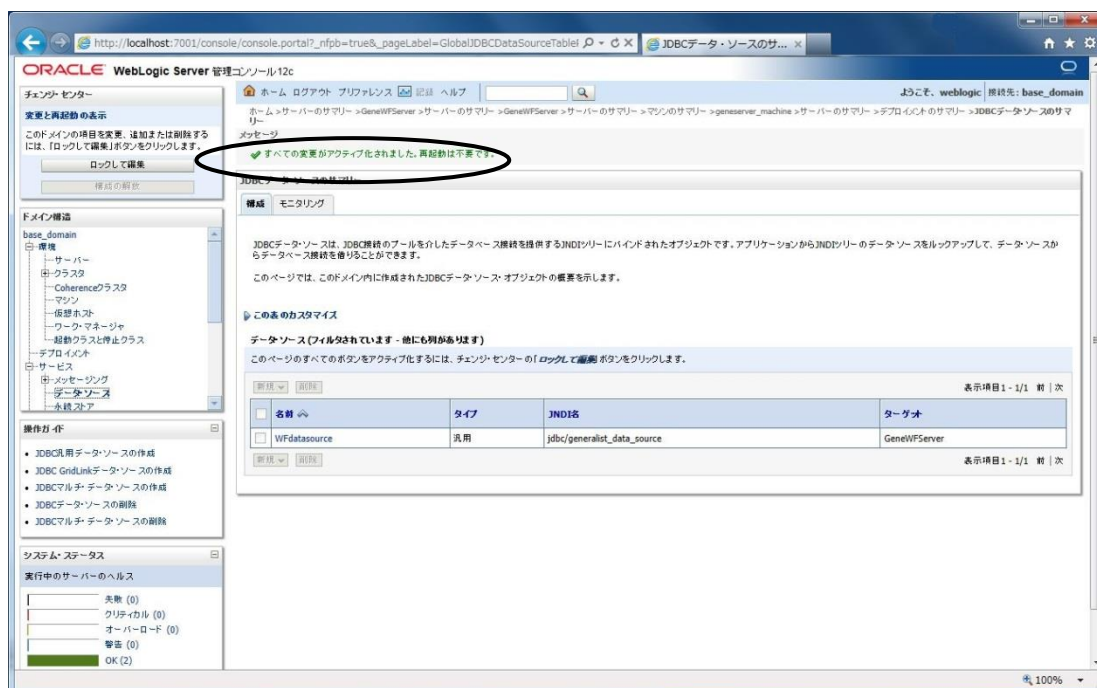 http://localhost:7001/console/console.portal?_nfpb=true&_pageLabel=GlobalJDBCDataSourceTablel
JDBCデータ・ソースのサ...
ORACLE WebLogic Server 管理コンソール12c
チェンジ・センター
変更と再起動の表示
このドメインの項目を変更、追加または削除する
には、「ロックして編集」ボタンをクリックします。
ロックして編集
構成の解放
ドメイン構造
base_domain
環境
サーバー
クラスタ
Coherenceクラスタ
マシン
仮想ホスト
ワーク・マネージャ
起動クラスと停止クラス
デプロイメント
サービス
メッセージング
データ・ソース
永続ストア
操作ガイド
JDBC汎用データ・ソースの作成
JDBC GridLinkデータ・ソースの作成
JDBCマルチ・データ・ソースの作成
JDBCデータ・ソースの削除
JDBCマルチ・データ・ソースの削除
システム・ステータス
実行中のサーバーのヘルス
失敗 (0)
クリティカル (0)
オーバーロード (0)
警告 (0)
OK (2)
ホーム ログアウト プリファレンス 記録 ヘルプ
ようこそ、weblogic 接続先: base_domain
ホーム >サーバーのサマリー >GeneWFServer >サーバーのサマリー >GeneWFServer >サーバーのサマリー >マシンのサマリー >geneserver_machine >サーバーのサマリー >デプロイメントのサマリー >JDBCデータ・ソースのサマ
リー
メッセージ
すべての変更がアクティブ化されました。再起動は不要です。
JDBCデータ・ソースのサマリー
構成 モニタリング
JDBCデータ・ソースは、JDBC接続のプールを介したデータベース接続を提供するJNDIツリーにバインドされたオブジェクトです。アプリケーションからJNDIツリーのデータ・ソースをルックアップして、データ・ソースか
らデータベース接続を借りることができます。
このページでは、このドメイン内に作成されたJDBCデータ・ソース・オブジェクトの概要を示します。
この表のカスタマイズ
データ・ソース (フィルタされています - 他にも列があります)
このページのすべてのボタンをアクティブ化するには、チェンジ・センターの「ロックして編集」ボタンをクリックします。
新規 削除 表示項目1 - 1/1 前 | 次
名前 タイプ JNDI名 ターゲット
WFdatasource 汎用 jdbc/generalist_data_source GeneWFServer
新規 削除 表示項目1 - 1/1 前 | 次
100%